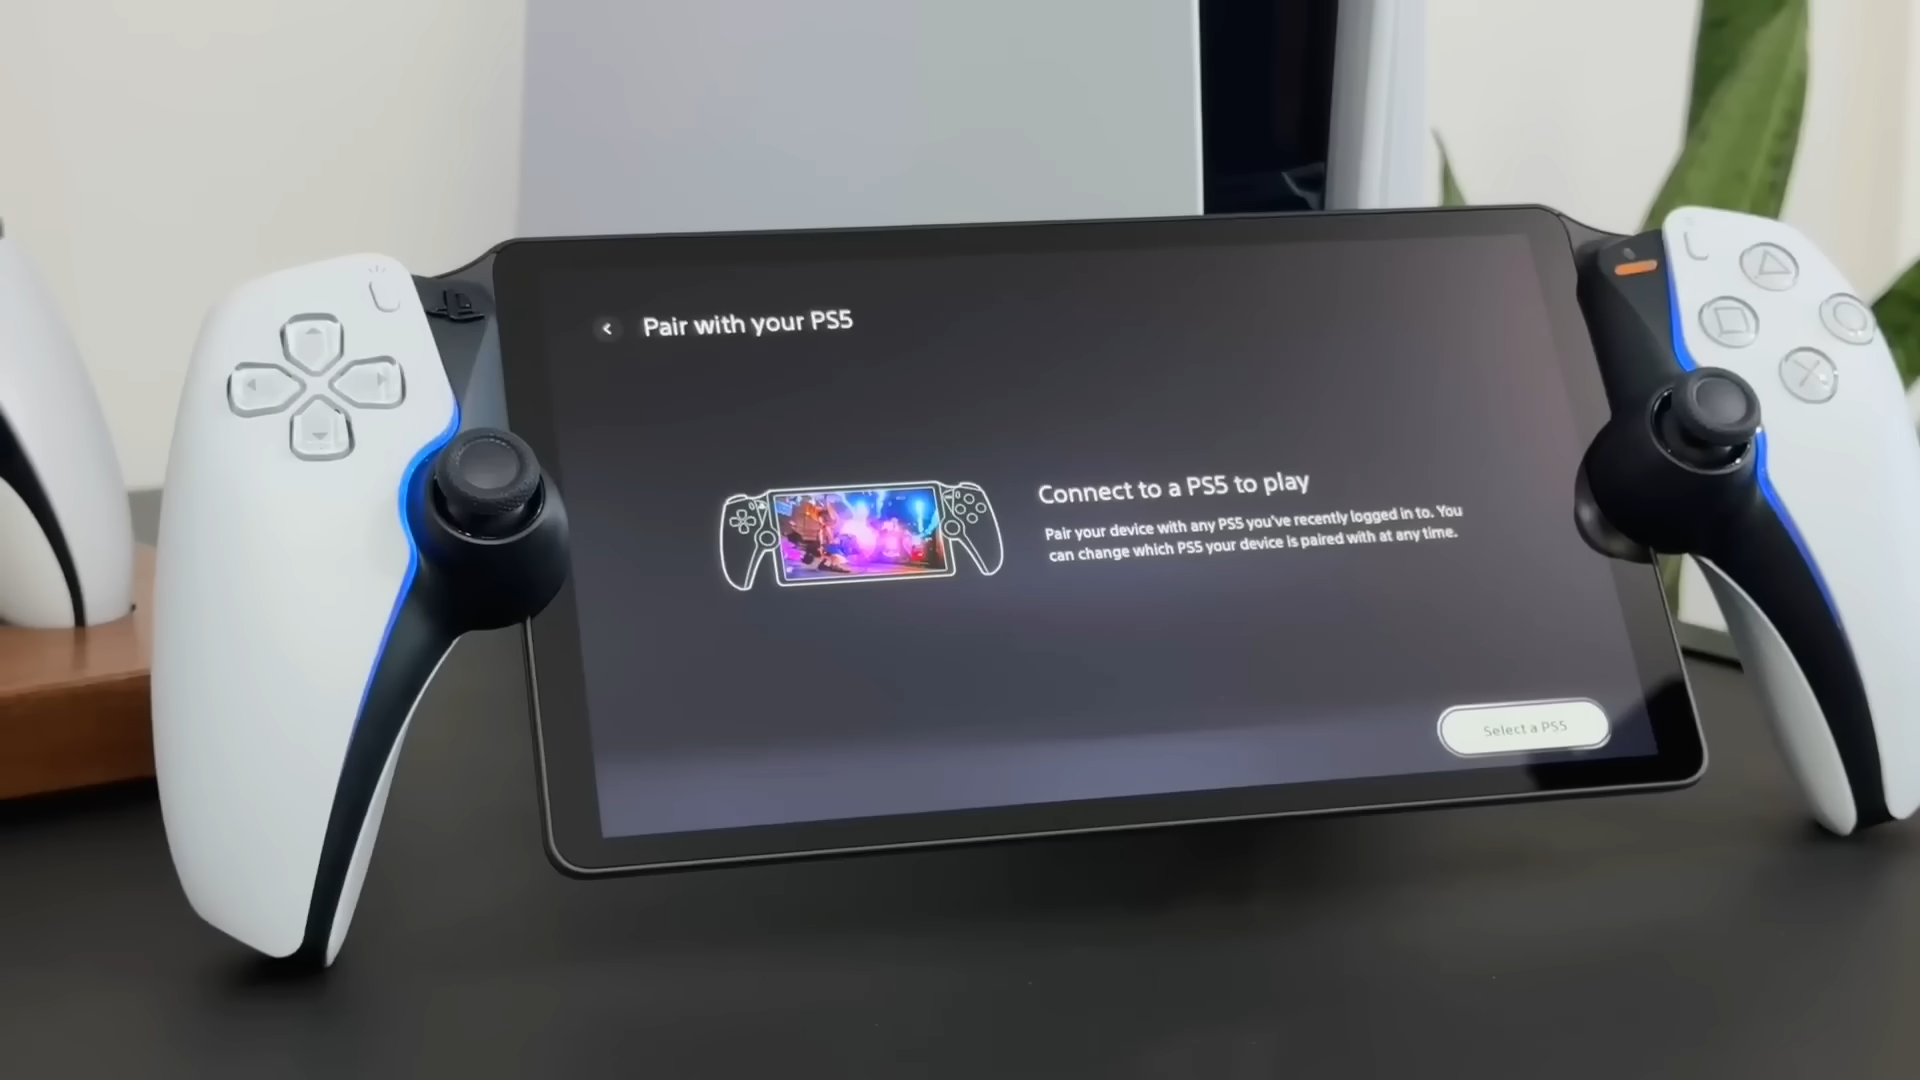 Pair with your PS5
Connect to a PS5 to play
Pair your device with any PS5 you've recently logged in to. You
can change which PS5 your device is paired with at any time.
Select a PS5